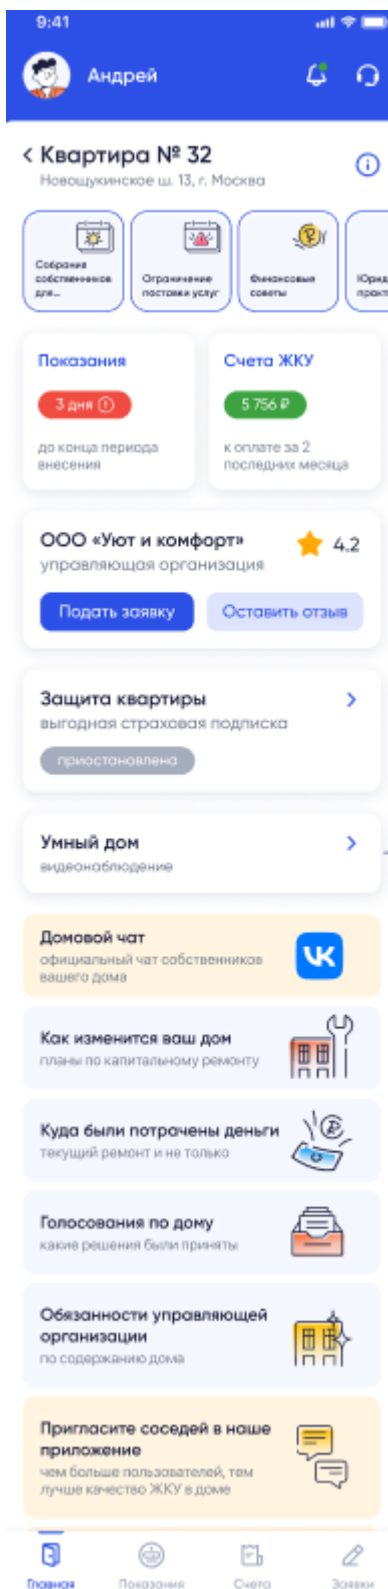 9:41
Андрей
Квартира № 32
Новощукинское ш. 13, г. Москва
Собрание
собственников
для...
Ограничение
поставки услуг
Финансовые
советы
Юрид
практ
Показания
Счета ЖКУ
3 дня
5 756 ₽
до конца периода
внесения
к оплате за 2
последних месяца
ООО «Уют и комфорт»
4.2
управляющая организация
Подать заявку
Оставить отзыв
Защита квартиры
выгодная страховая подписка
приостановлена
Умный дом
видеонаблюдение
Домовой чат
официальный чат собственников
вашего дома
Как изменится ваш дом
планы по капитальному ремонту
Куда были потрачены деньги
текущий ремонт и не только
Голосования по дому
какие решения были приняты
Обязанности управляющей
организации
по содержанию дома
Пригласите соседей в наше
приложение
чем больше пользователей, тем
лучше качество ЖКУ в доме
Главная
Показания
Счета
Заявки